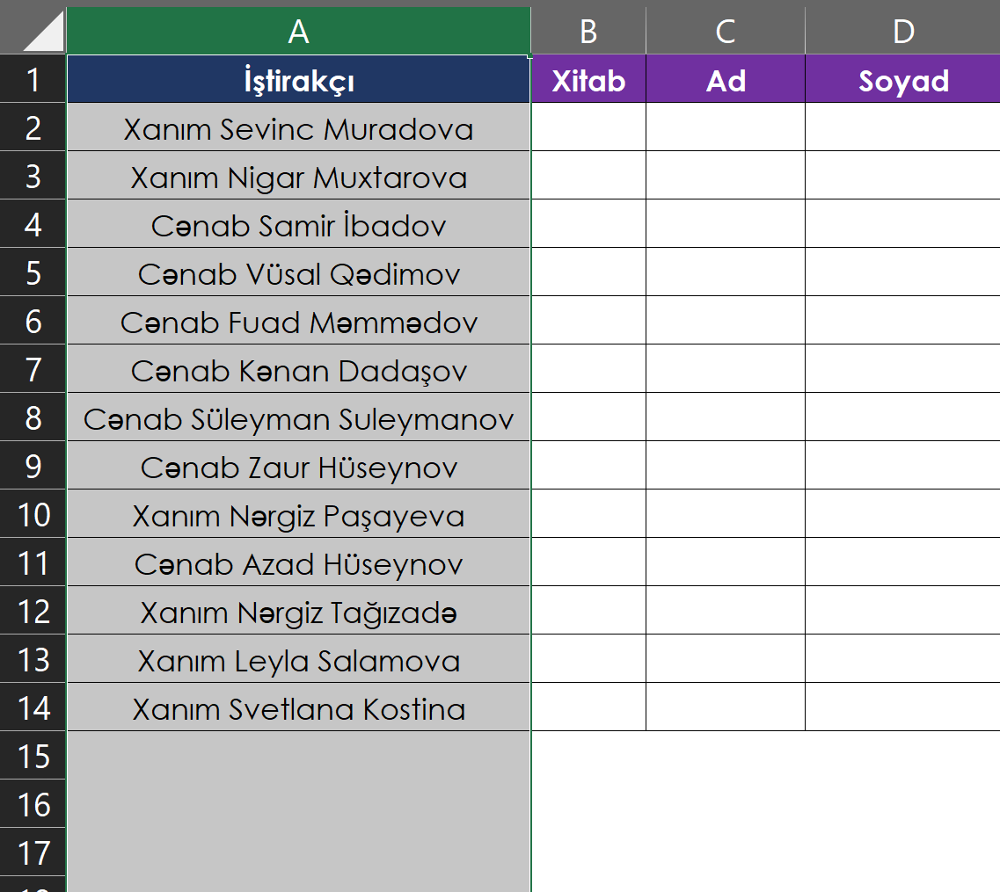 A B C D
1 İştirakçı Xitab Ad Soyad
2 Xanım Sevinc Muradova
3 Xanım Nigar Muxtarova
4 Cənab Samir İbadov
5 Cənab Vüsal Qədimov
6 Cənab Fuad Məmmədov
7 Cənab Kənan Dadaşov
8 Cənab Süleyman Suleymanov
9 Cənab Zaur Hüseynov
10 Xanım Nərgiz Paşayeva
11 Cənab Azad Hüseynov
12 Xanım Nərgiz Tağızadə
13 Xanım Leyla Salamova
14 Xanım Svetlana Kostina
15
16
17